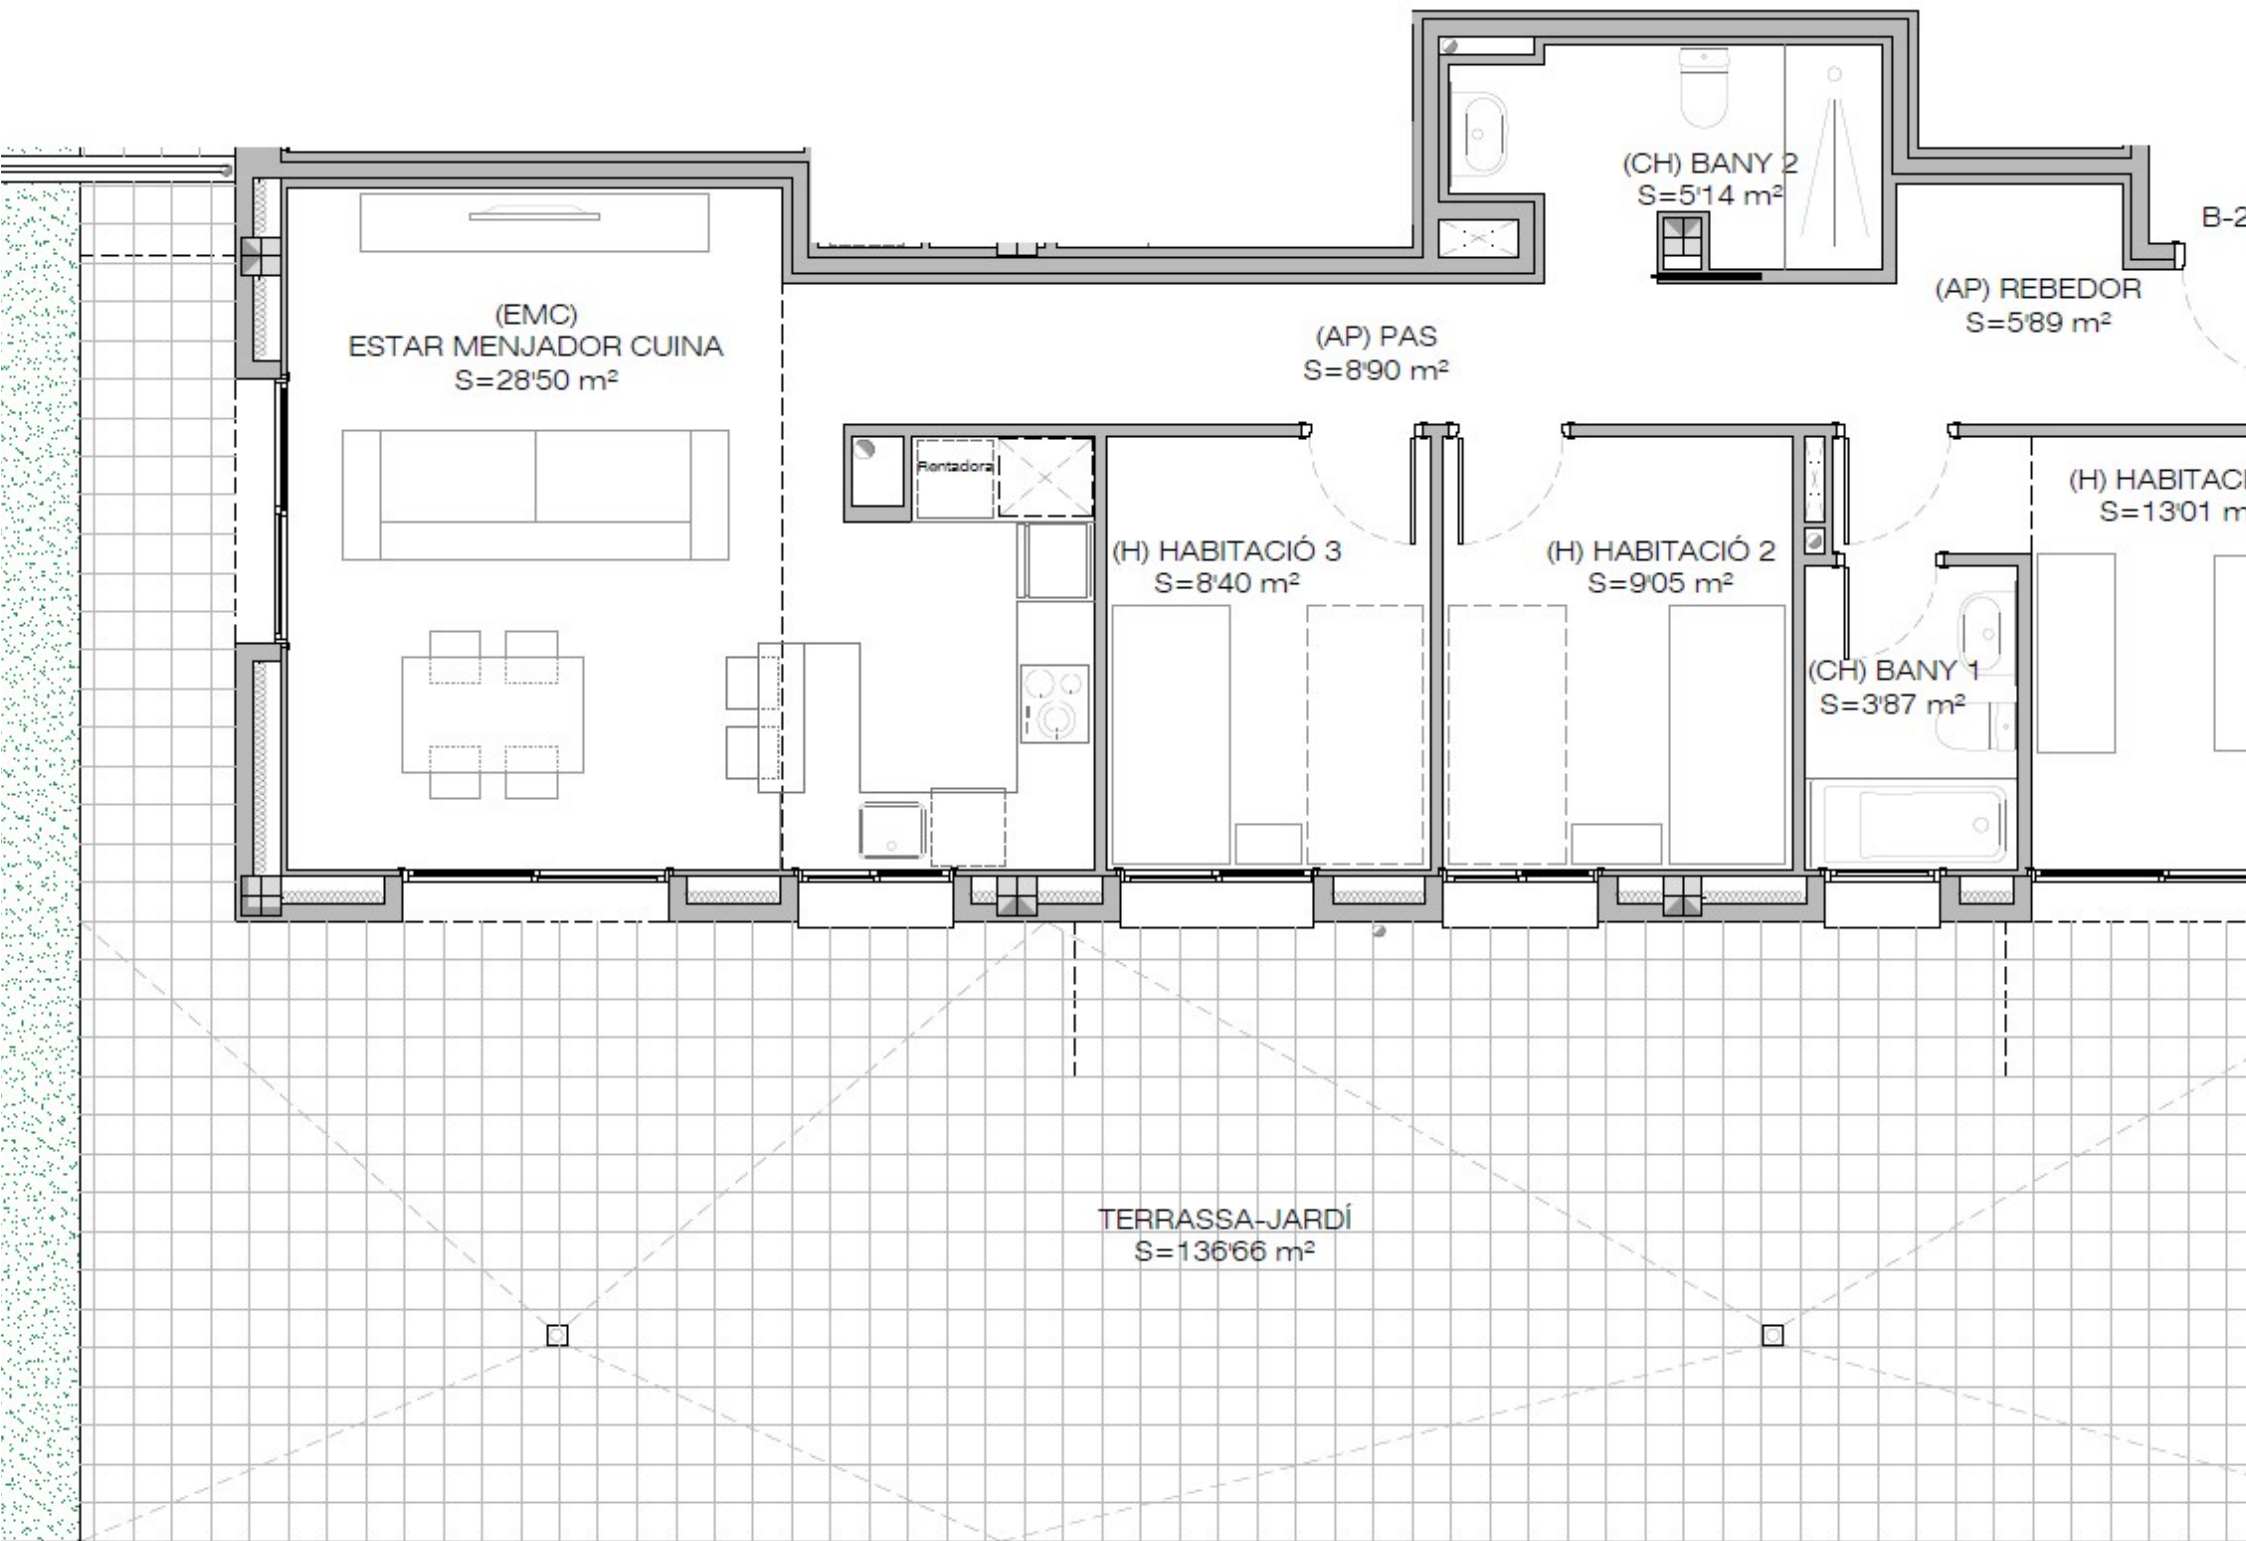 (CH) BANY 2
S=5'14 m²
B-2
(AP) REBEDOR
S=5'89 m²
(EMC)
ESTAR MENJADOR CUINA
S=28'50 m²
(AP) PAS
S=8'90 m²
Rentadora
(H) HABITACI
S=13'01 m
(H) HABITACIÓ 3
S=8'40 m²
(H) HABITACIÓ 2
S=9'05 m²
(CH) BANY 1
S=3'87 m²
TERRASSA-JARDÍ
S=136'66 m²